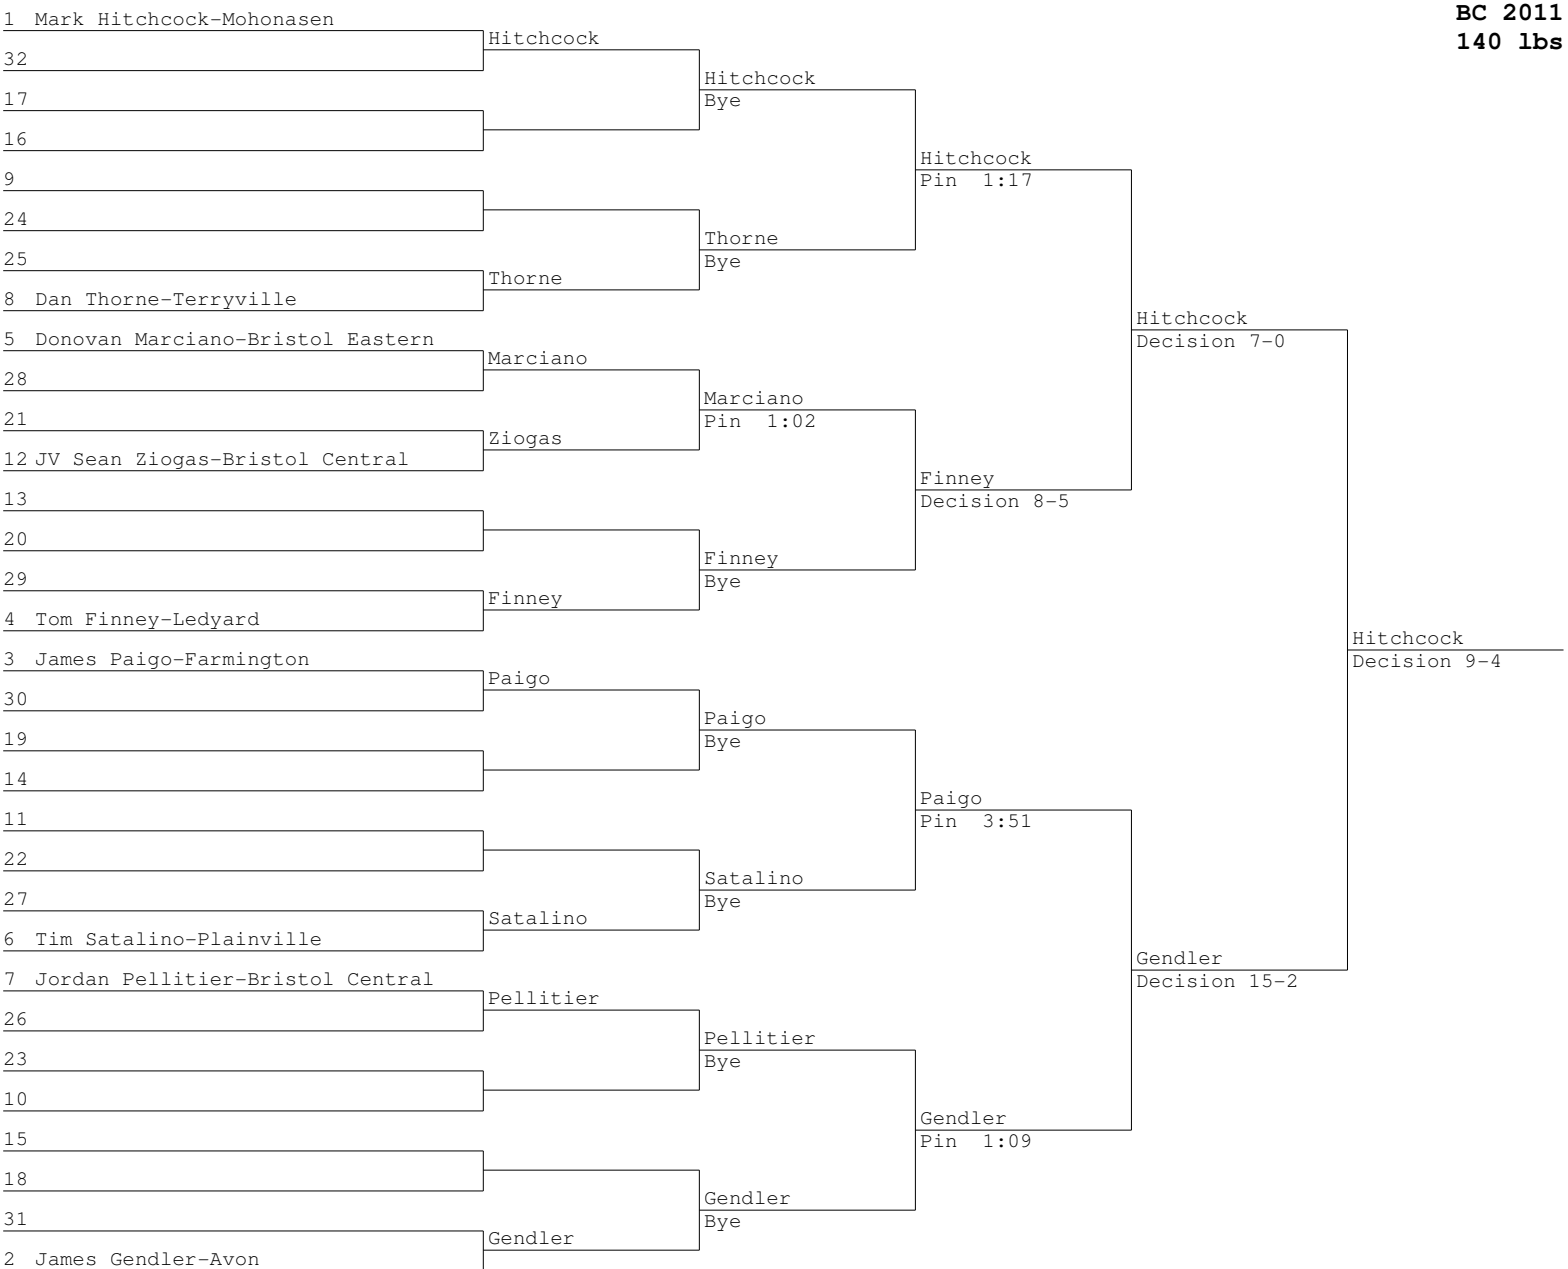 BC 2011
140 lbs
1 Mark Hitchcock-Mohonasen
Hitchcock
32
Hitchcock
17
Bye
16
Hitchcock
9
Pin 1:17
24
Thorne
25
Bye
Thorne
8 Dan Thorne-Terryville
Hitchcock
5 Donovan Marciano-Bristol Eastern
Decision 7-0
Marciano
28
Marciano
21
Pin 1:02
Ziogas
12 JV Sean Ziogas-Bristol Central
Finney
13
Decision 8-5
20
Finney
29
Bye
Finney
4 Tom Finney-Ledyard
Hitchcock
3 James Paigo-Farmington
Decision 9-4
Paigo
30
Paigo
19
Bye
14
Paigo
11
Pin 3:51
22
Satalino
27
Bye
Satalino
6 Tim Satalino-Plainville
Gendler
7 Jordan Pellitier-Bristol Central
Decision 15-2
Pellitier
26
Pellitier
23
Bye
10
Gendler
15
Pin 1:09
18
Gendler
31
Bye
Gendler
2 James Gendler-Avon